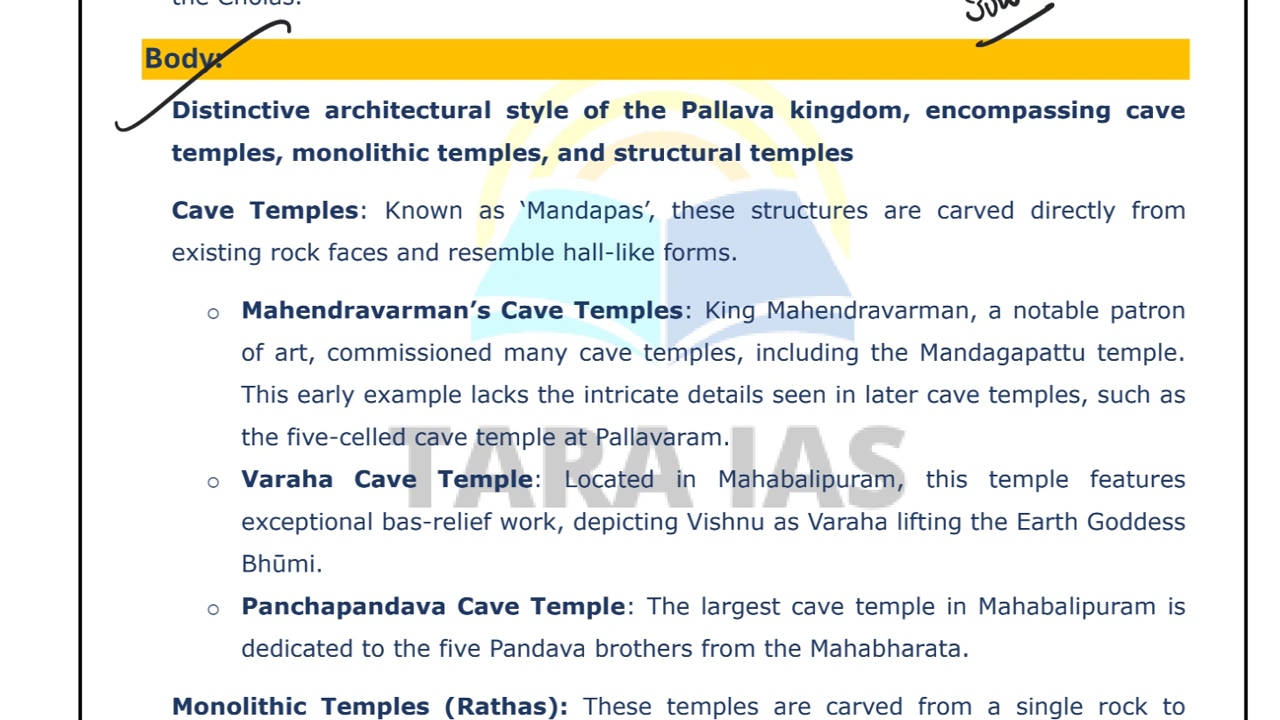 the Cholas.
Body:
Distinctive architectural style of the Pallava kingdom, encompassing cave
temples, monolithic temples, and structural temples
Cave Temples: Known as ‘Mandapas’, these structures are carved directly from
existing rock faces and resemble hall-like forms.
o Mahendravarman’s Cave Temples: King Mahendravarman, a notable patron
of art, commissioned many cave temples, including the Mandagapattu temple.
This early example lacks the intricate details seen in later cave temples, such as
the five-celled cave temple at Pallavaram.
o Varaha Cave Temple: Located in Mahabalipuram, this temple features
exceptional bas-relief work, depicting Vishnu as Varaha lifting the Earth Goddess
Bhūmi.
o Panchapandava Cave Temple: The largest cave temple in Mahabalipuram is
dedicated to the five Pandava brothers from the Mahabharata.
Monolithic Temples (Rathas): These temples are carved from a single rock to
TARA IAS